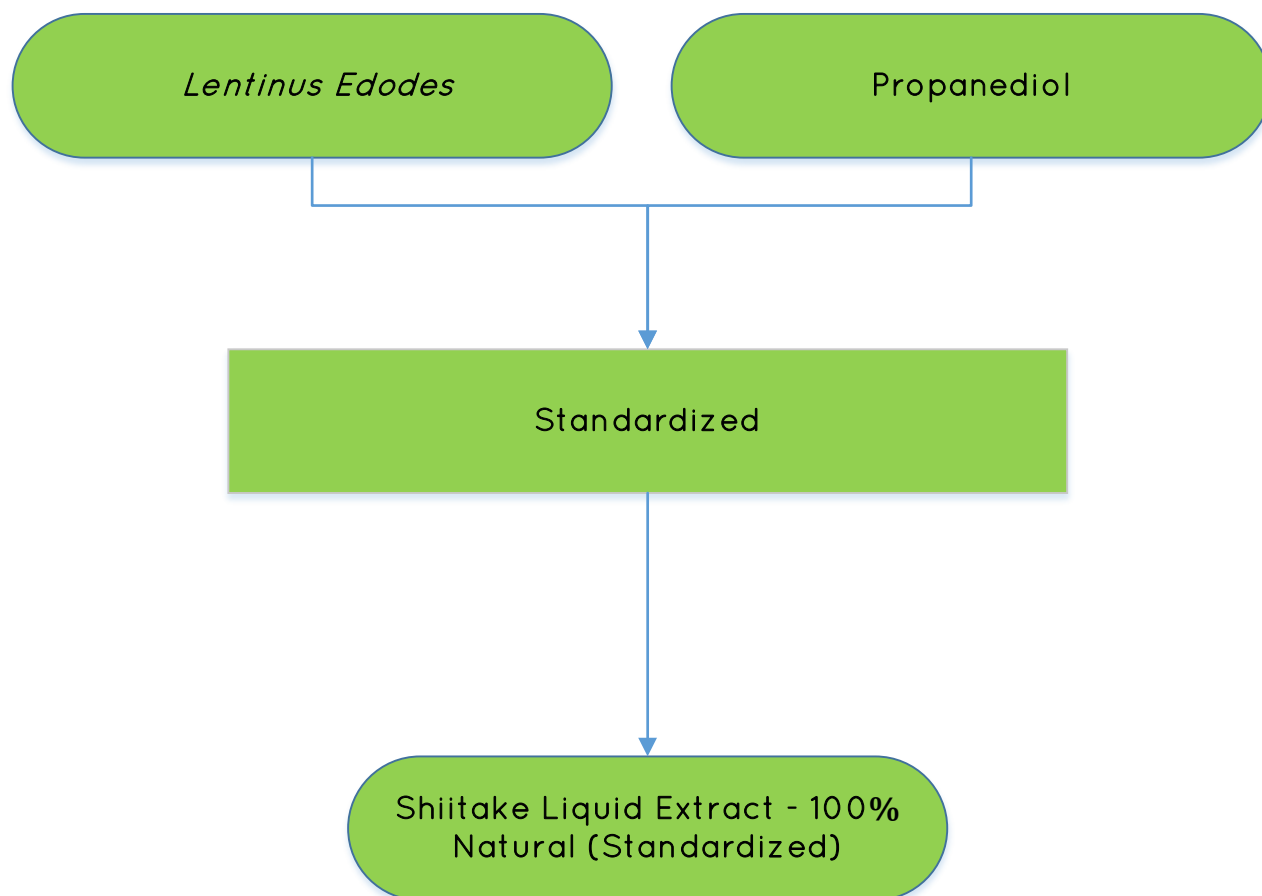 Lentinus Edodes
Propanediol
Standardized
Shiitake Liquid Extract - 100%
Natural (Standardized)